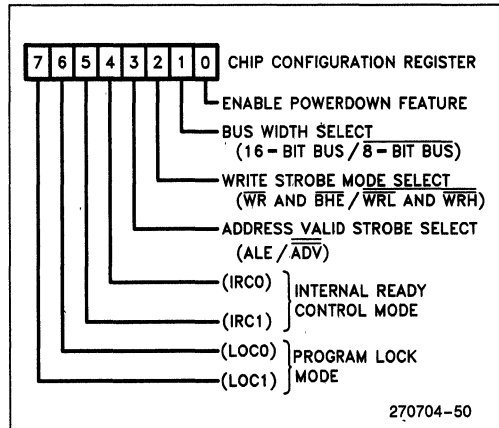 7 6 5 4 3 2 1 0 CHIP CONFIGURATION REGISTER
ENABLE POWERDOWN FEATURE
BUS WIDTH SELECT
(16-BIT BUS / 8-BIT BUS)
WRITE STROBE MODE SELECT
(WR AND BHE / WRL AND WRH)
ADDRESS VALID STROBE SELECT
(ALE / ADV)
(IRC0)
INTERNAL READY
CONTROL MODE
(IRC1)
(LOC0)
PROGRAM LOCK
MODE
(LOC1)
270704-50